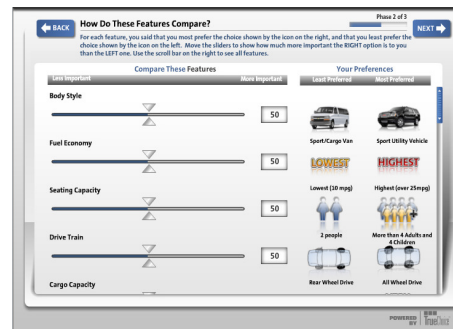 BACK
How Do These Features Compare?
Phase 2 of 3
NEXT
For each feature, you said that you most prefer the choice shown by the icon on the right, and that you least prefer the
choice shown by the icon on the left. Move the sliders to show how much more important the RIGHT option is to you
than the LEFT one. Use the scroll bar on the right to see all features.
Compare These Features
Your Preferences
Less Important
More Important
Least Preferred
Most Preferred
Body Style
50
Sport/Cargo Van
Sport Utility Vehicle
Fuel Economy
50
LOWEST
HIGHEST
Lowest (10 mpg)
Highest (over 25mpg)
Seating Capacity
50
2 people
More than 4 Adults and
4 Children
Drive Train
50
Rear Wheel Drive
All Wheel Drive
Cargo Capacity
POWERED
BY